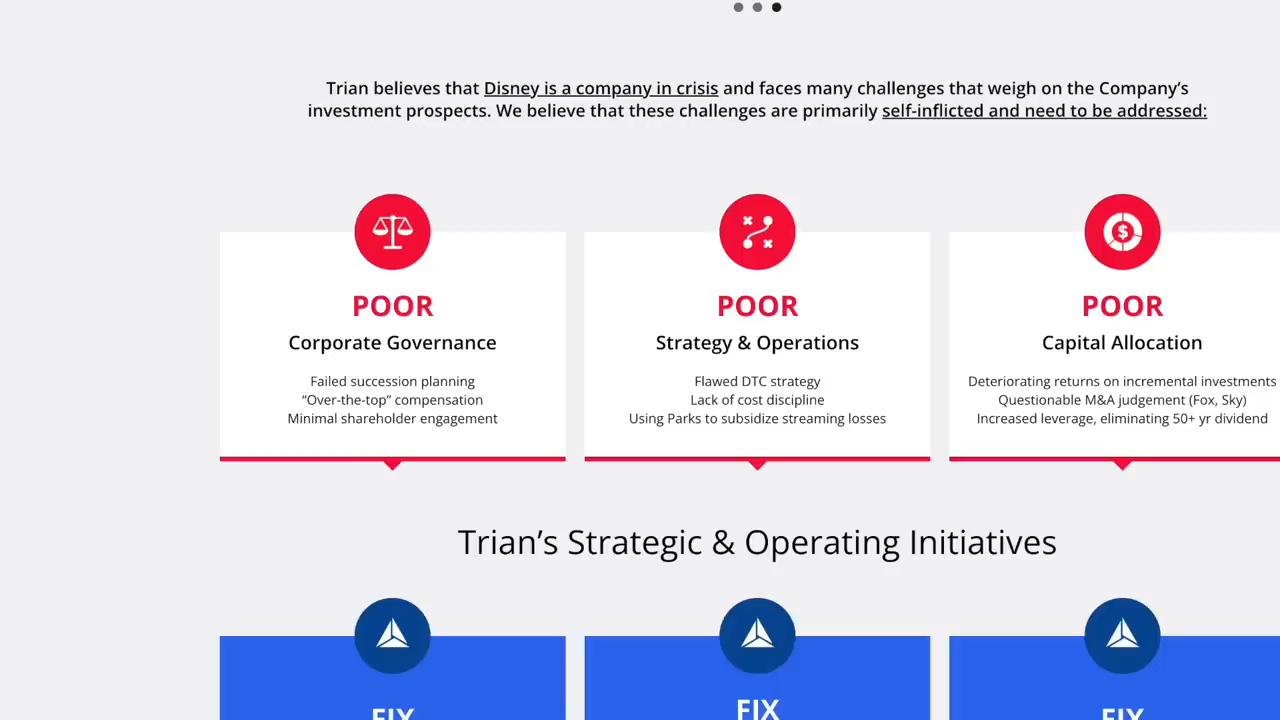 Trian believes that Disney is a company in crisis and faces many challenges that weigh on the Company’s
investment prospects. We believe that these challenges are primarily self-inflicted and need to be addressed:
POOR
Corporate Governance
Failed succession planning
“Over-the-top” compensation
Minimal shareholder engagement
POOR
Strategy & Operations
Flawed DTC strategy
Lack of cost discipline
Using Parks to subsidize streaming losses
$
POOR
Capital Allocation
Deteriorating returns on incremental investments
Questionable M&A judgement (Fox, Sky)
Increased leverage, eliminating 50+ yr dividend
Trian’s Strategic & Operating Initiatives
FIX
FIX
FIX